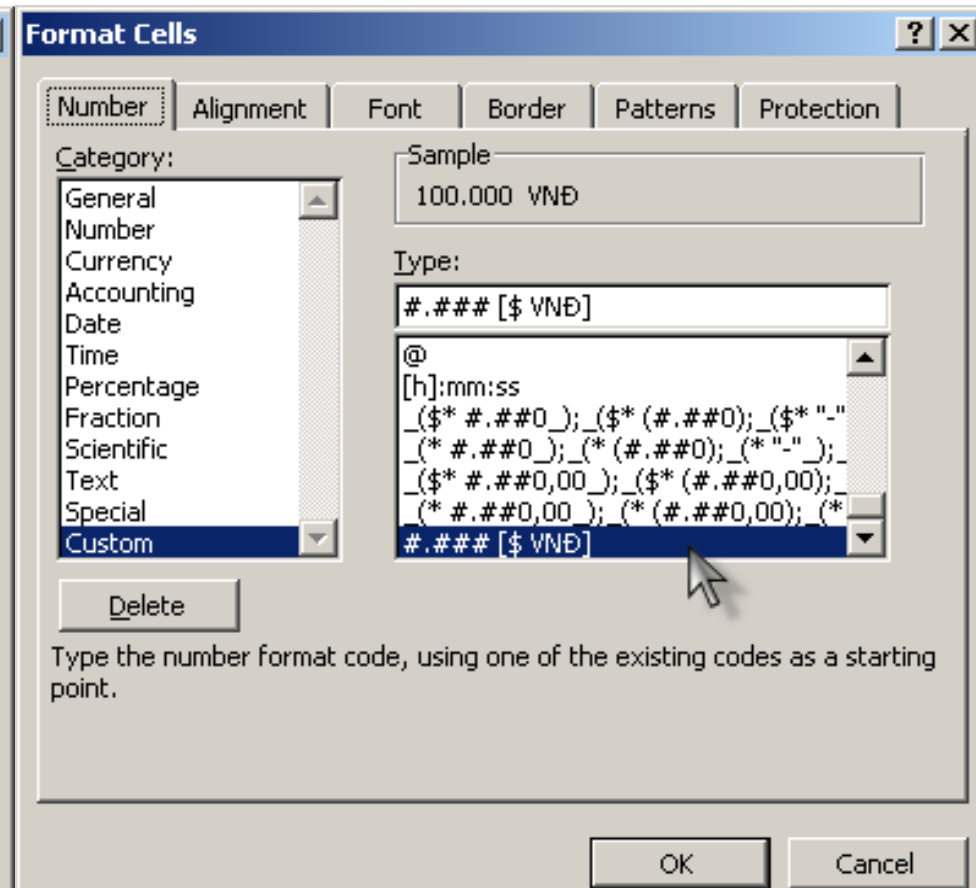 Format Cells
Number Alignment Font Border Patterns Protection
Category:
General
Number
Currency
Accounting
Date
Time
Percentage
Fraction
Scientific
Text
Special
Custom
Sample
100.000 VNĐ
Type:
#.### [$ VNĐ]
@
[h]:mm:ss
_($* #.##0_);_($* (#.##0);_($* "-"
_(* #.##0_);_(* (#.##0);_(* "-"_);_
_($* #.##0,00_);_($* (#.##0,00);_
_(* #.##0,00_);_(* (#.##0,00);_(*
#.### [$ VNĐ]
Delete
Type the number format code, using one of the existing codes as a starting
point.
OK Cancel